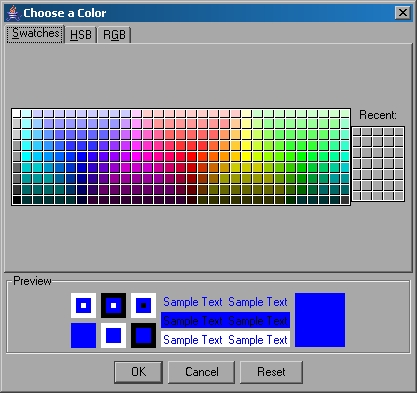 Choose a Color
Swatches HSB RGB
Recent:
Preview
Sample Text Sample Text
Sample Text Sample Text
Sample Text Sample Text
OK Cancel Reset